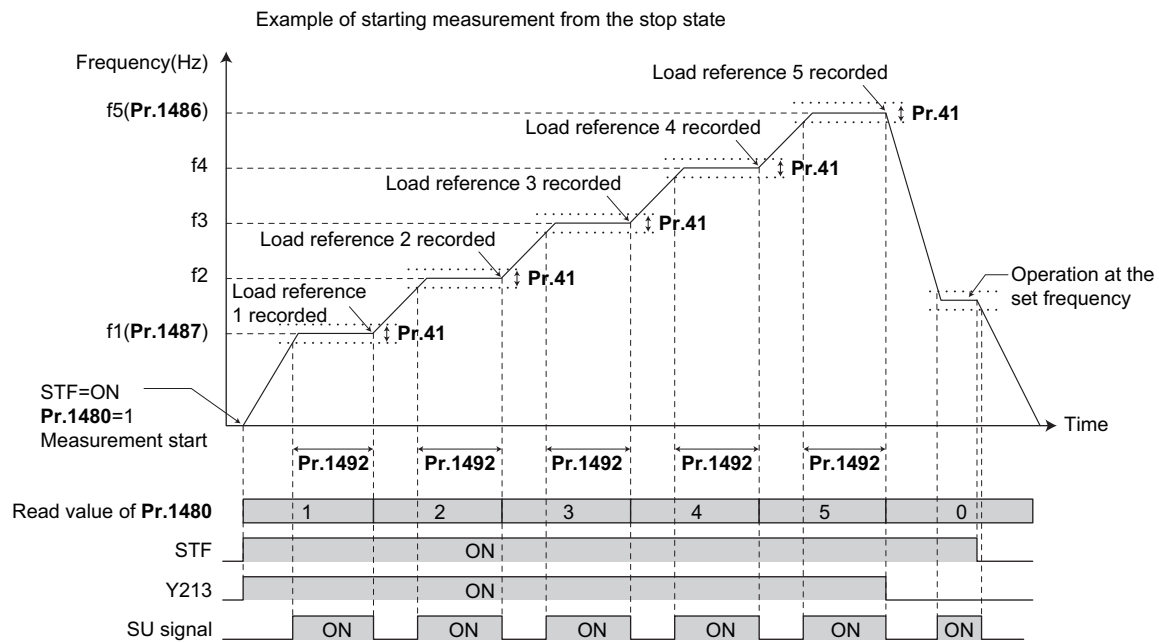 Example of starting measurement from the stop state
Frequency(Hz)
f5(Pr.1486)
f4
f3
f2
f1(Pr.1487)
Load reference 5 recorded
Pr.41
Load reference 4 recorded
Pr.41
Load reference 3 recorded
Pr.41
Load reference 2 recorded
Pr.41
Load reference
1 recorded
Pr.41
Operation at the
set frequency
STF=ON
Pr.1480=1
Measurement start
Time
Pr.1492 Pr.1492 Pr.1492 Pr.1492 Pr.1492
Read value of Pr.1480 1 2 3 4 5 0
STF ON
Y213 ON
SU signal ON ON ON ON ON ON